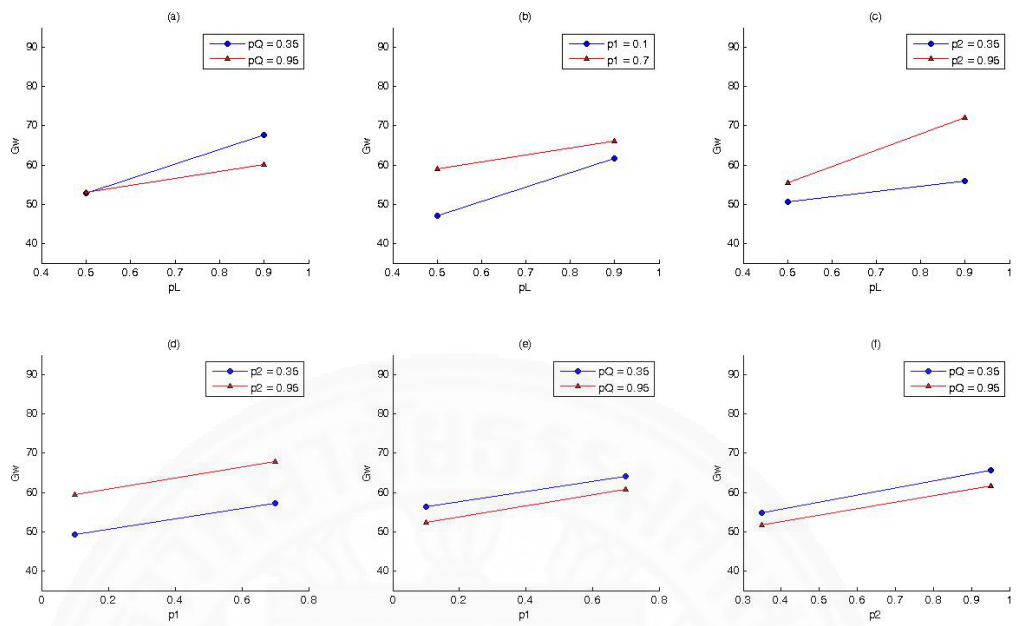 (a)
pQ = 0.35
pQ = 0.95
90
80
70
60
50
40
Gw
0.4 0.5 0.6 0.7 0.8 0.9 1
pL
(b)
p1 = 0.1
p1 = 0.7
90
80
70
60
50
40
Gw
0.4 0.5 0.6 0.7 0.8 0.9 1
pL
(c)
p2 = 0.35
p2 = 0.95
90
80
70
60
50
40
Gw
0.4 0.5 0.6 0.7 0.8 0.9 1
pL
(d)
p2 = 0.35
p2 = 0.95
90
80
70
60
50
40
Gw
0 0.2 0.4 0.6 0.8
p1
(e)
pQ = 0.35
pQ = 0.95
90
80
70
60
50
40
Gw
0 0.2 0.4 0.6 0.8
p1
(f)
pQ = 0.35
pQ = 0.95
90
80
70
60
50
40
Gw
0.3 0.4 0.5 0.6 0.7 0.8 0.9 1
p2